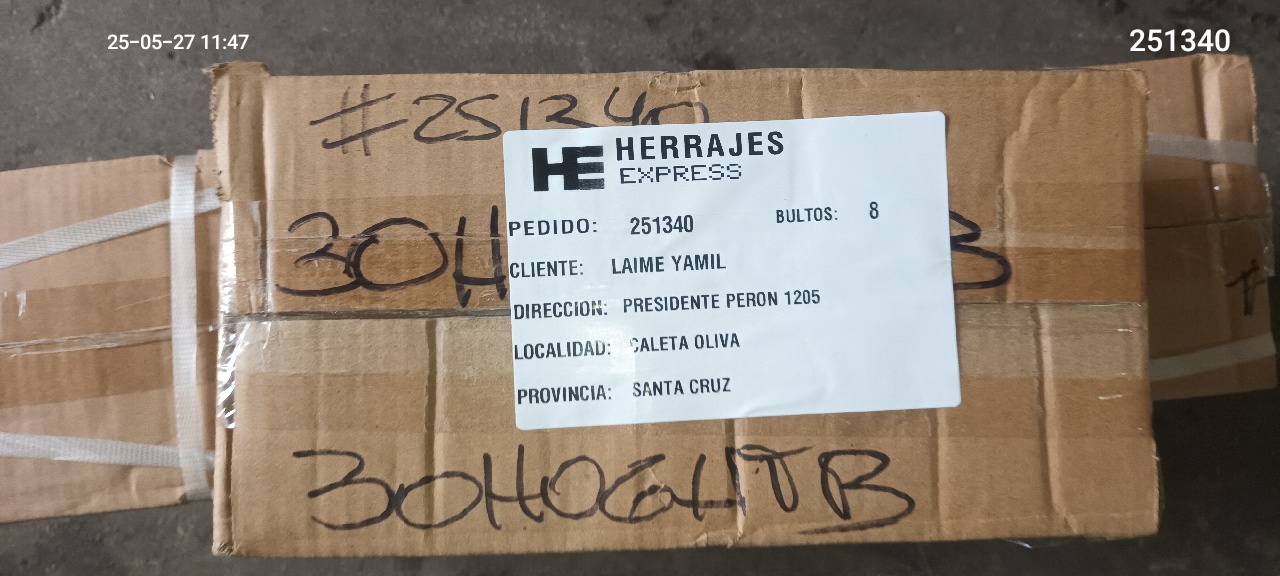 25-05-27 11:47
251340
#251340
HE HERRAJES
EXPRESS
PEDIDO: 251340 BULTOS: 8
30H B
CLIENTE: LAIME YAMIL
DIRECCION: PRESIDENTE PERON 1205
LOCALIDAD: CALETA OLIVA
PROVINCIA: SANTA CRUZ